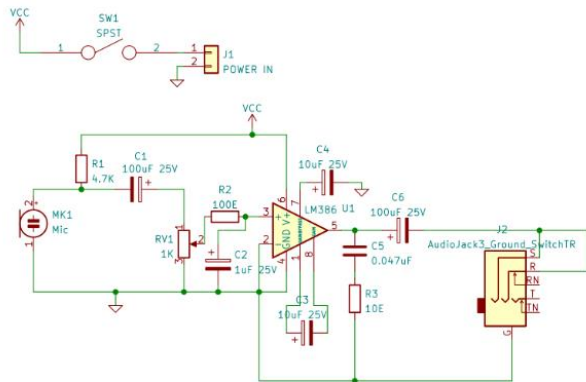 VCC
SW1
SPST
1
2
1
2
J1
POWER IN
VCC
R1
4.7K
C1
100uF 25V
+
2
+
1
MK1
Mic
RV1
1K
1
2
3
R2
100E
C2
1uF 25V
+
3
2
+
-
6
V+
GND
4
7
1
8
5
LM386
U1
C4
10uF 25V
+
C3
10uF 25V
+
C5
0.047uF
R3
10E
C6
100uF 25V
+
J2
AudioJack3_Ground_SwitchTR
S
R
RN
T
TN
G